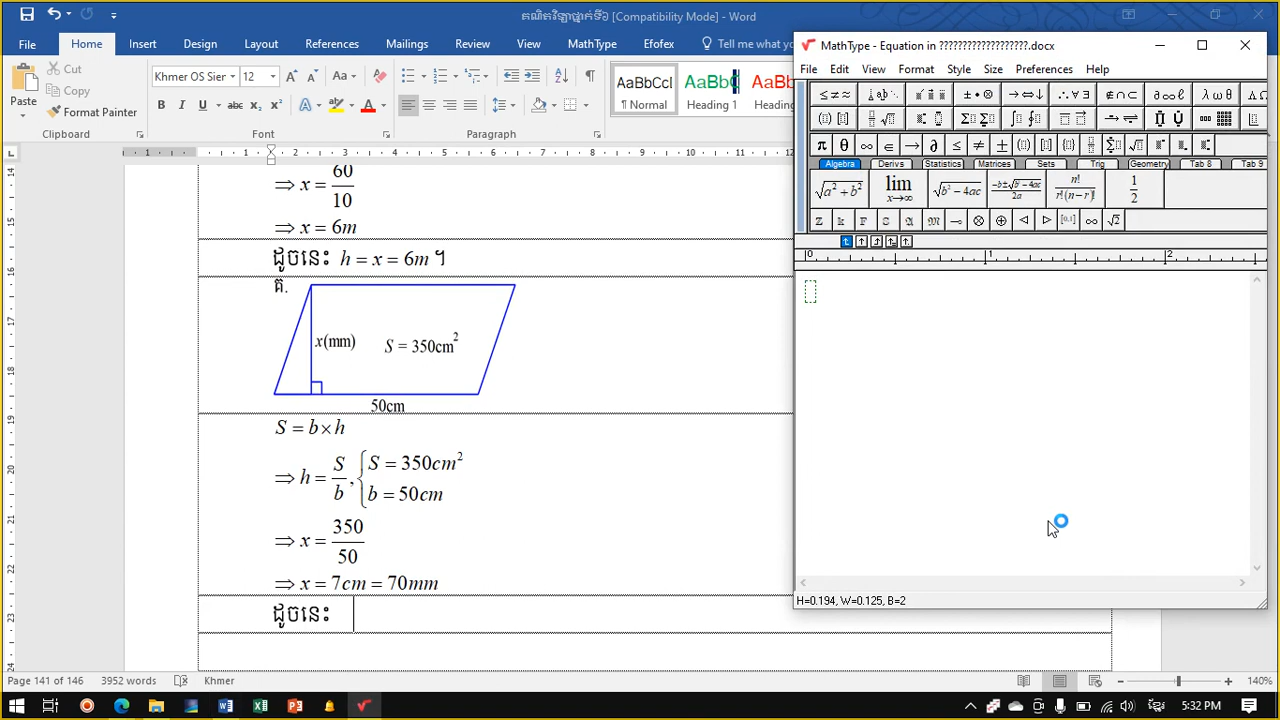 គណិតវិទ្យាថ្នាក់ទី៦ [Compatibility Mode] - Word
File Home Insert Design Layout References Mailings Review View MathType Efofex Tell me what yo
Paste
Cut
Copy
Format Painter
Clipboard
Khmer OS Sier 12
Font
Paragraph
AaBbCcI AaBbC AaBb
¶ Normal Heading 1 Headin
⇒ x = 60/10
⇒ x = 6m
ដូចនេះ h = x = 6m ។
គ.
x(mm) S = 350cm²
50cm
S = b × h
⇒ h = S/b, { S = 350cm²
b = 50cm
⇒ x = 350/50
⇒ x = 7cm = 70mm
ដូចនេះ
Page 141 of 146 3952 words Khmer
140%
MathType - Equation in ???????????????????.docx
File Edit View Format Style Size Preferences Help
Algebra Derivs Statistics Matrices Sets Trig Geometry Tab 8 Tab 9
H=0.194, W=0.125, B=2
5:32 PM